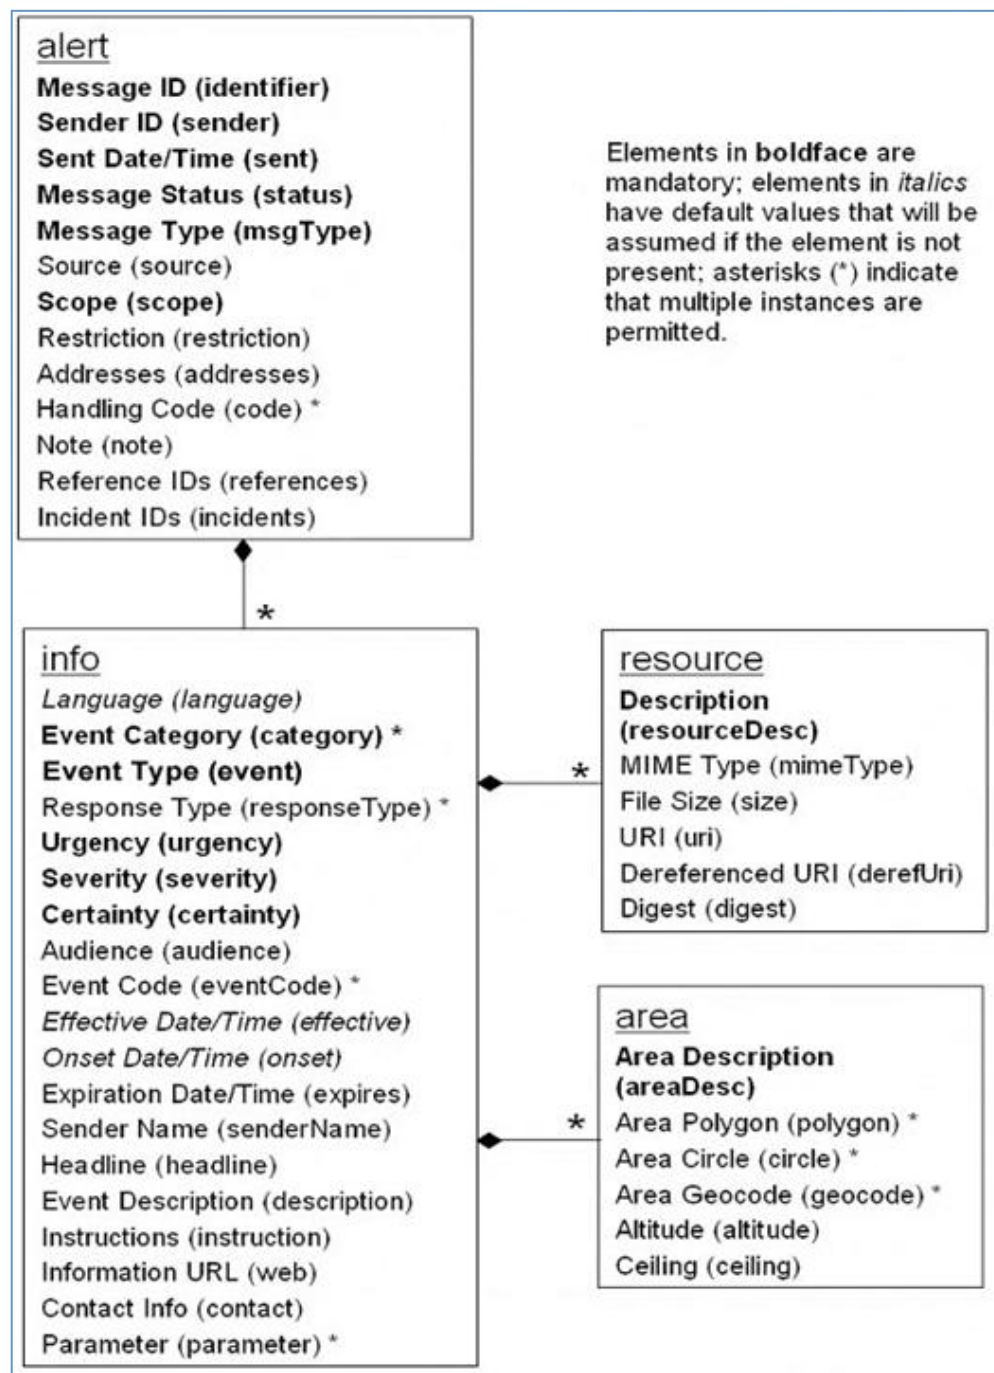 alert
Message ID (identifier)
Sender ID (sender)
Sent Date/Time (sent)
Message Status (status)
Message Type (msgType)
Source (source)
Scope (scope)
Restriction (restriction)
Addresses (addresses)
Handling Code (code) *
Note (note)
Reference IDs (references)
Incident IDs (incidents)
Elements in boldface are
mandatory; elements in italics
have default values that will be
assumed if the element is not
present; asterisks (*) indicate
that multiple instances are
permitted.
*
info
Language (language)
Event Category (category) *
Event Type (event)
Response Type (responseType) *
Urgency (urgency)
Severity (severity)
Certainty (certainty)
Audience (audience)
Event Code (eventCode) *
Effective Date/Time (effective)
Onset Date/Time (onset)
Expiration Date/Time (expires)
Sender Name (senderName)
Headline (headline)
Event Description (description)
Instructions (instruction)
Information URL (web)
Contact Info (contact)
Parameter (parameter) *
*
resource
Description
(resourceDesc)
MIME Type (mimeType)
File Size (size)
URI (uri)
Dereferenced URI (derefUri)
Digest (digest)
*
area
Area Description
(areaDesc)
Area Polygon (polygon) *
Area Circle (circle) *
Area Geocode (geocode) *
Altitude (altitude)
Ceiling (ceiling)